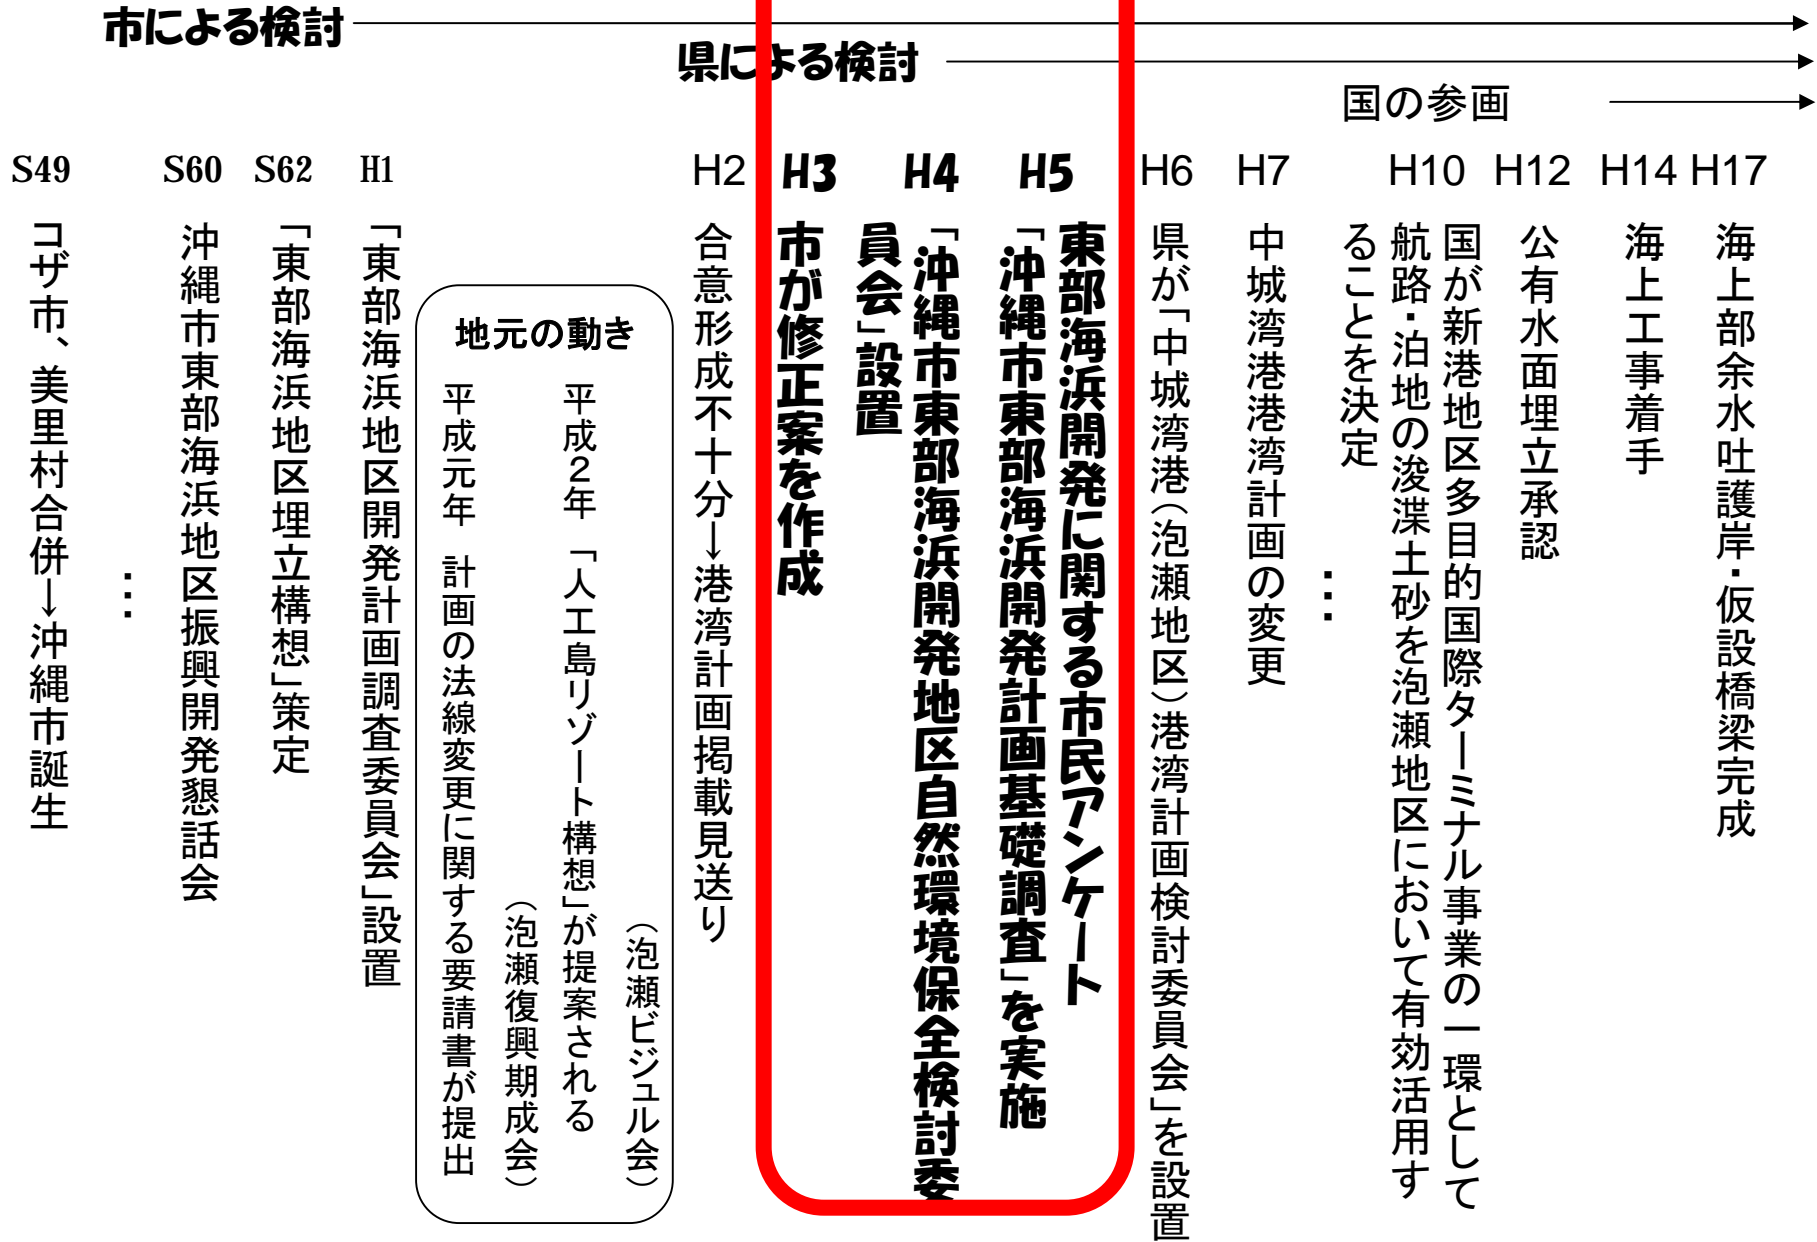 市による検討
県による検討
国の参画
S49
S60
S62
H1
H2
H3
H4
H5
H6
H7
H10
H12
H14
H17
コザ市、美里村合併→沖縄市誕生
…
沖縄市東部海浜地区振興開発懇話会
「東部海浜地区埋立構想」策定
「東部海浜地区開発計画調査委員会」設置
地元の動き
平成元年 計画の法線変更に関する要請書が提出
(泡瀬復興期成会)
平成2年 「人工島リゾート構想」が提案される
(泡瀬ビジュル会)
合意形成不十分→港湾計画掲載見送り
市が修正案を作成
「沖縄市東部海浜開発地区自然環境保全検討委
員会」設置
東部海浜開発に関する市民アンケート
「沖縄市東部海浜開発計画基礎調査」を実施
県が「中城湾港(泡瀬地区)港湾計画検討委員会」を設置
中城湾港港湾計画の変更
…
国が新港地区多目的国際ターミナル事業の一環として
航路・泊地の浚渫土砂を泡瀬地区において有効活用す
ることを決定
公有水面埋立承認
海上工事着手
海上部余水吐護岸・仮設橋梁完成